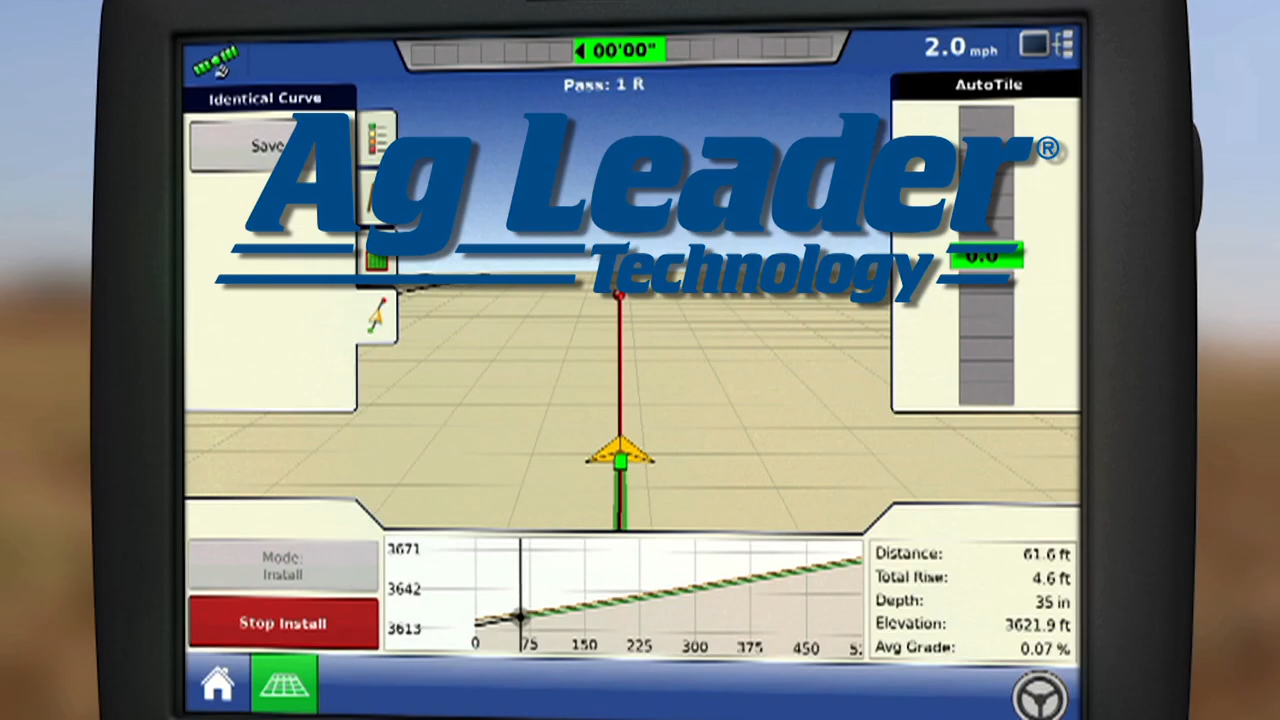 00'00"
2.0 mph
Pass: 1 R
Identical Curve
AutoTile
Save
Ag Leader®
Technology
0.0
Mode:
Install
Stop Install
3671
3642
3613
0 75 150 225 300 375 450
Distance: 61.6 ft
Total Rise: 4.6 ft
Depth: 35 in
Elevation: 3621.9 ft
Avg Grade: 0.07 %